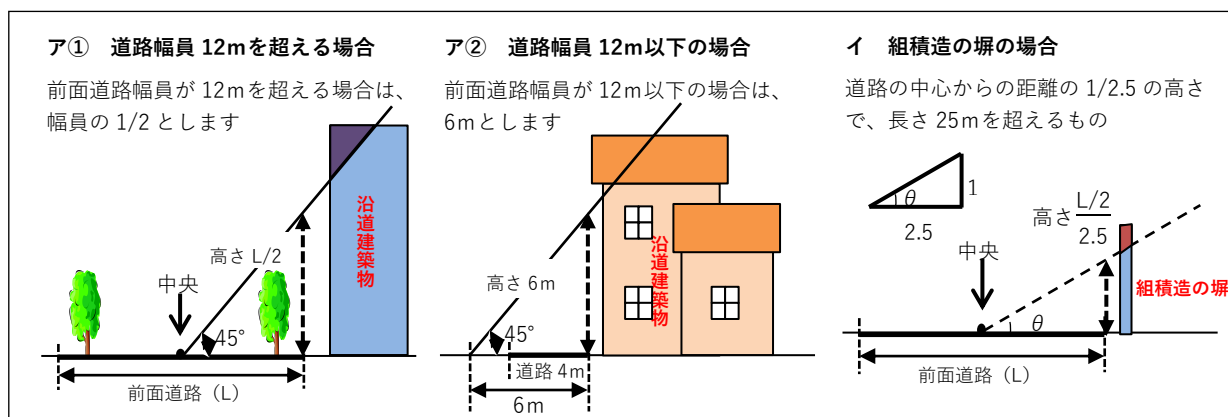 ア① 道路幅員 12mを超える場合
前面道路幅員が 12mを超える場合は、
幅員の 1/2 とします
沿道建築物
高さ L/2
中央
45°
前面道路（L）
ア② 道路幅員 12m以下の場合
前面道路幅員が 12m以下の場合は、
6mとします
沿道建築物
高さ 6m
45°
道路 4m
6m
イ 組積造の塀の場合
道路の中心からの距離の 1/2.5 の高さ
で、長さ 25mを超えるもの
θ
1
2.5
高さ L/2
2.5
中央
組積造の塀
θ
前面道路（L）